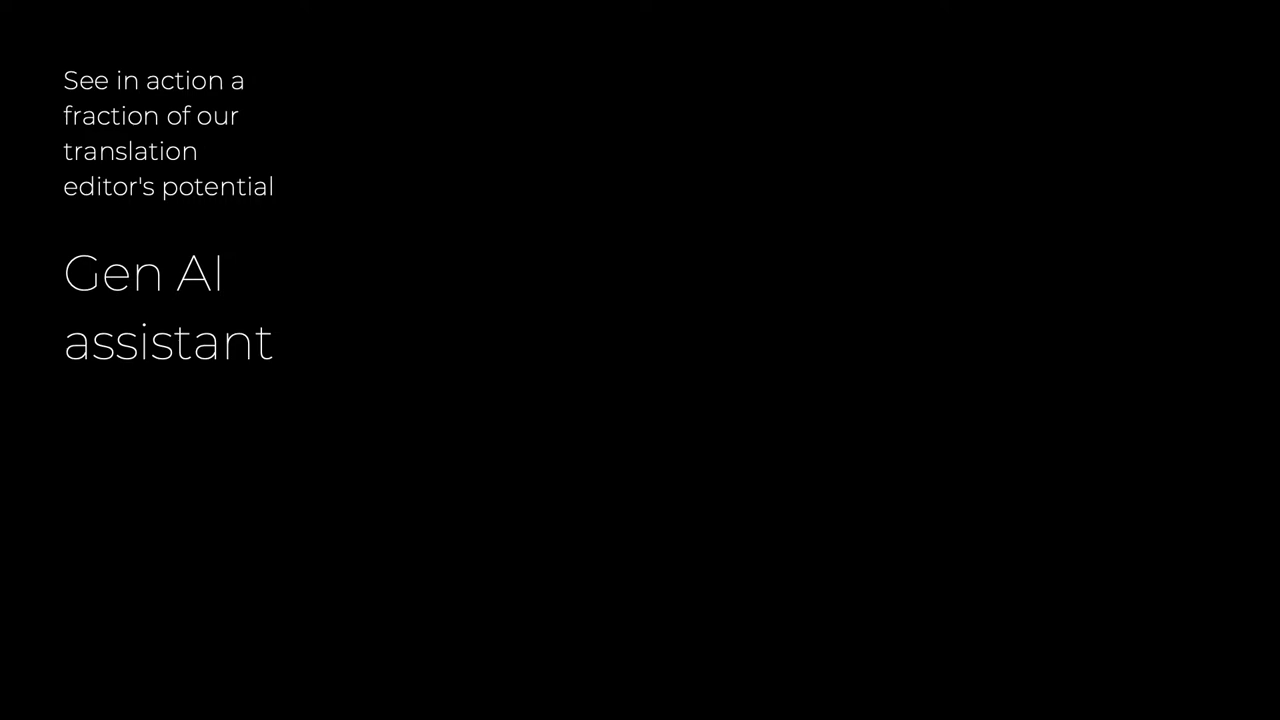 See in action a
fraction of our
translation
editor's potential
Gen AI
assistant